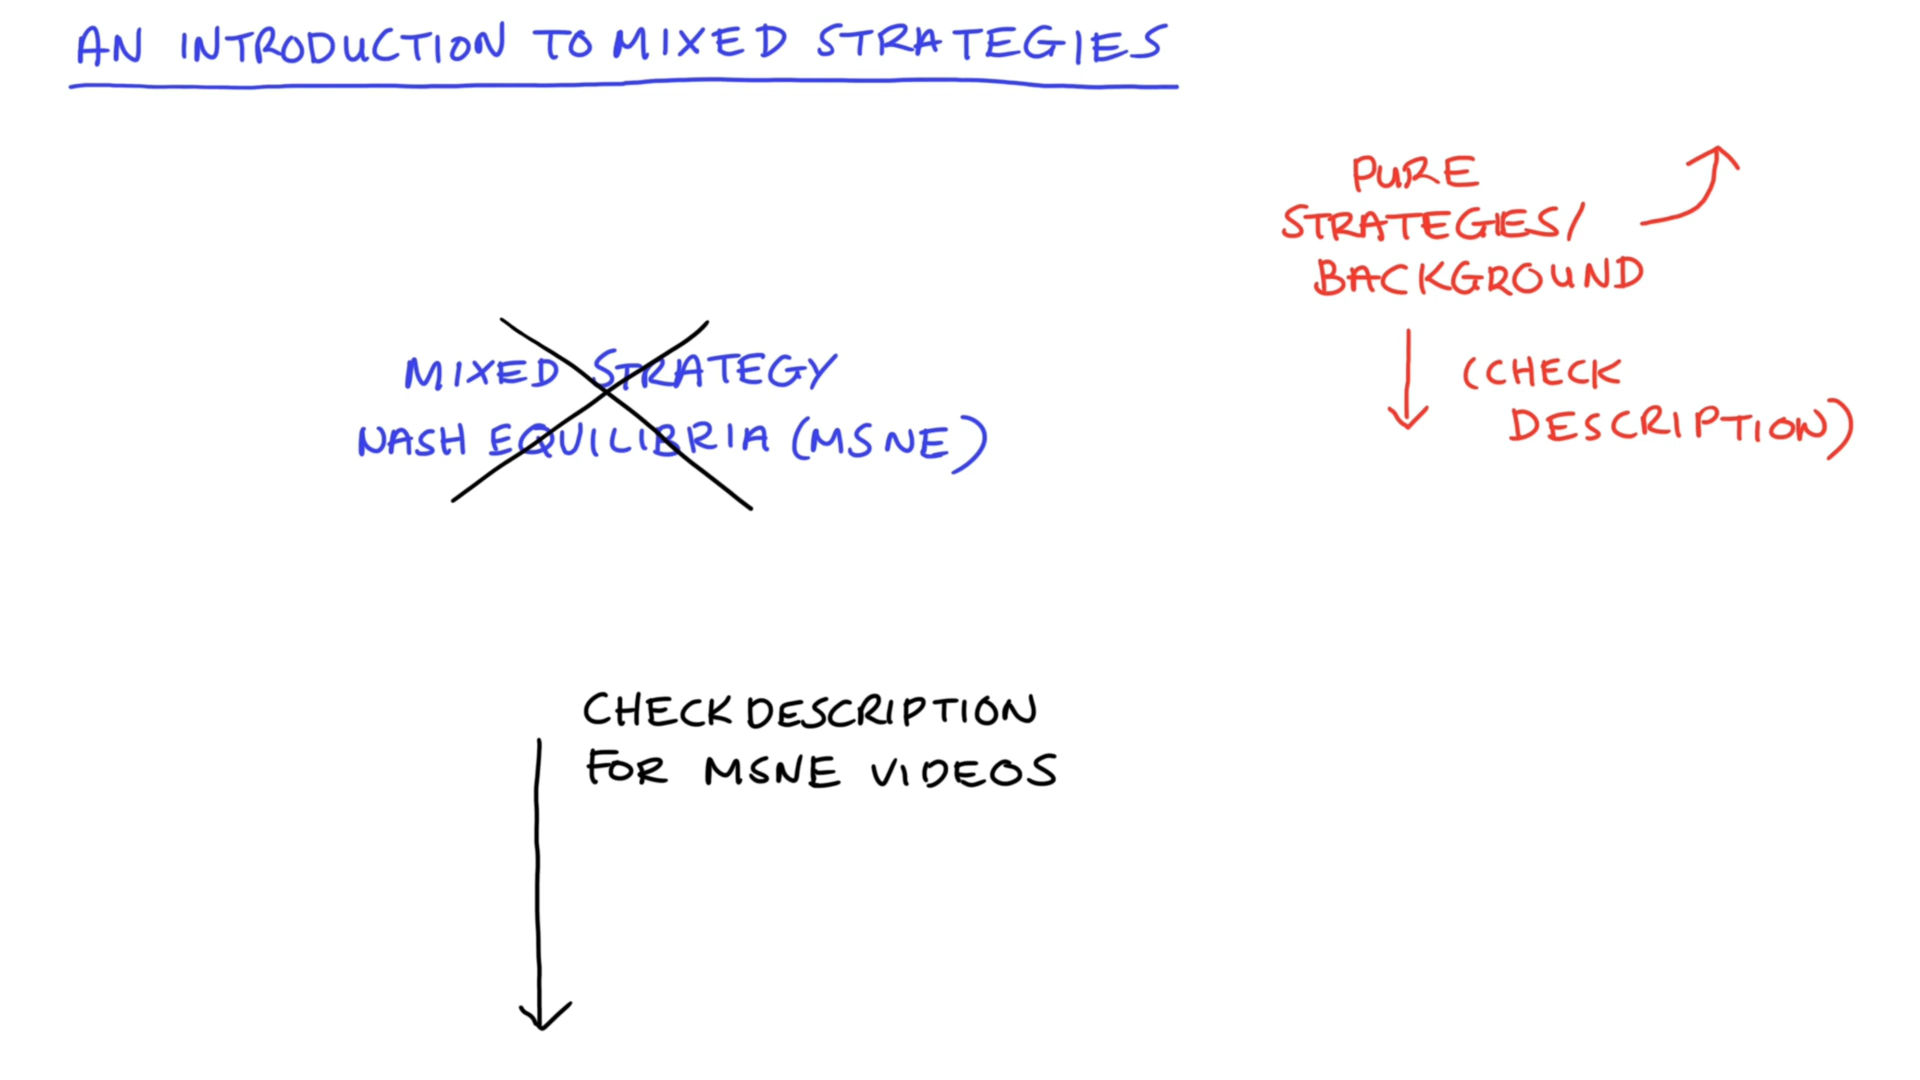 AN INTRODUCTION TO MIXED STRATEGIES
PURE
STRATEGIES/
BACKGROUND
(CHECK
DESCRIPTION)
MIXED STRATEGY
NASH EQUILIBRIA (MSNE)
CHECK DESCRIPTION
FOR MSNE VIDEOS